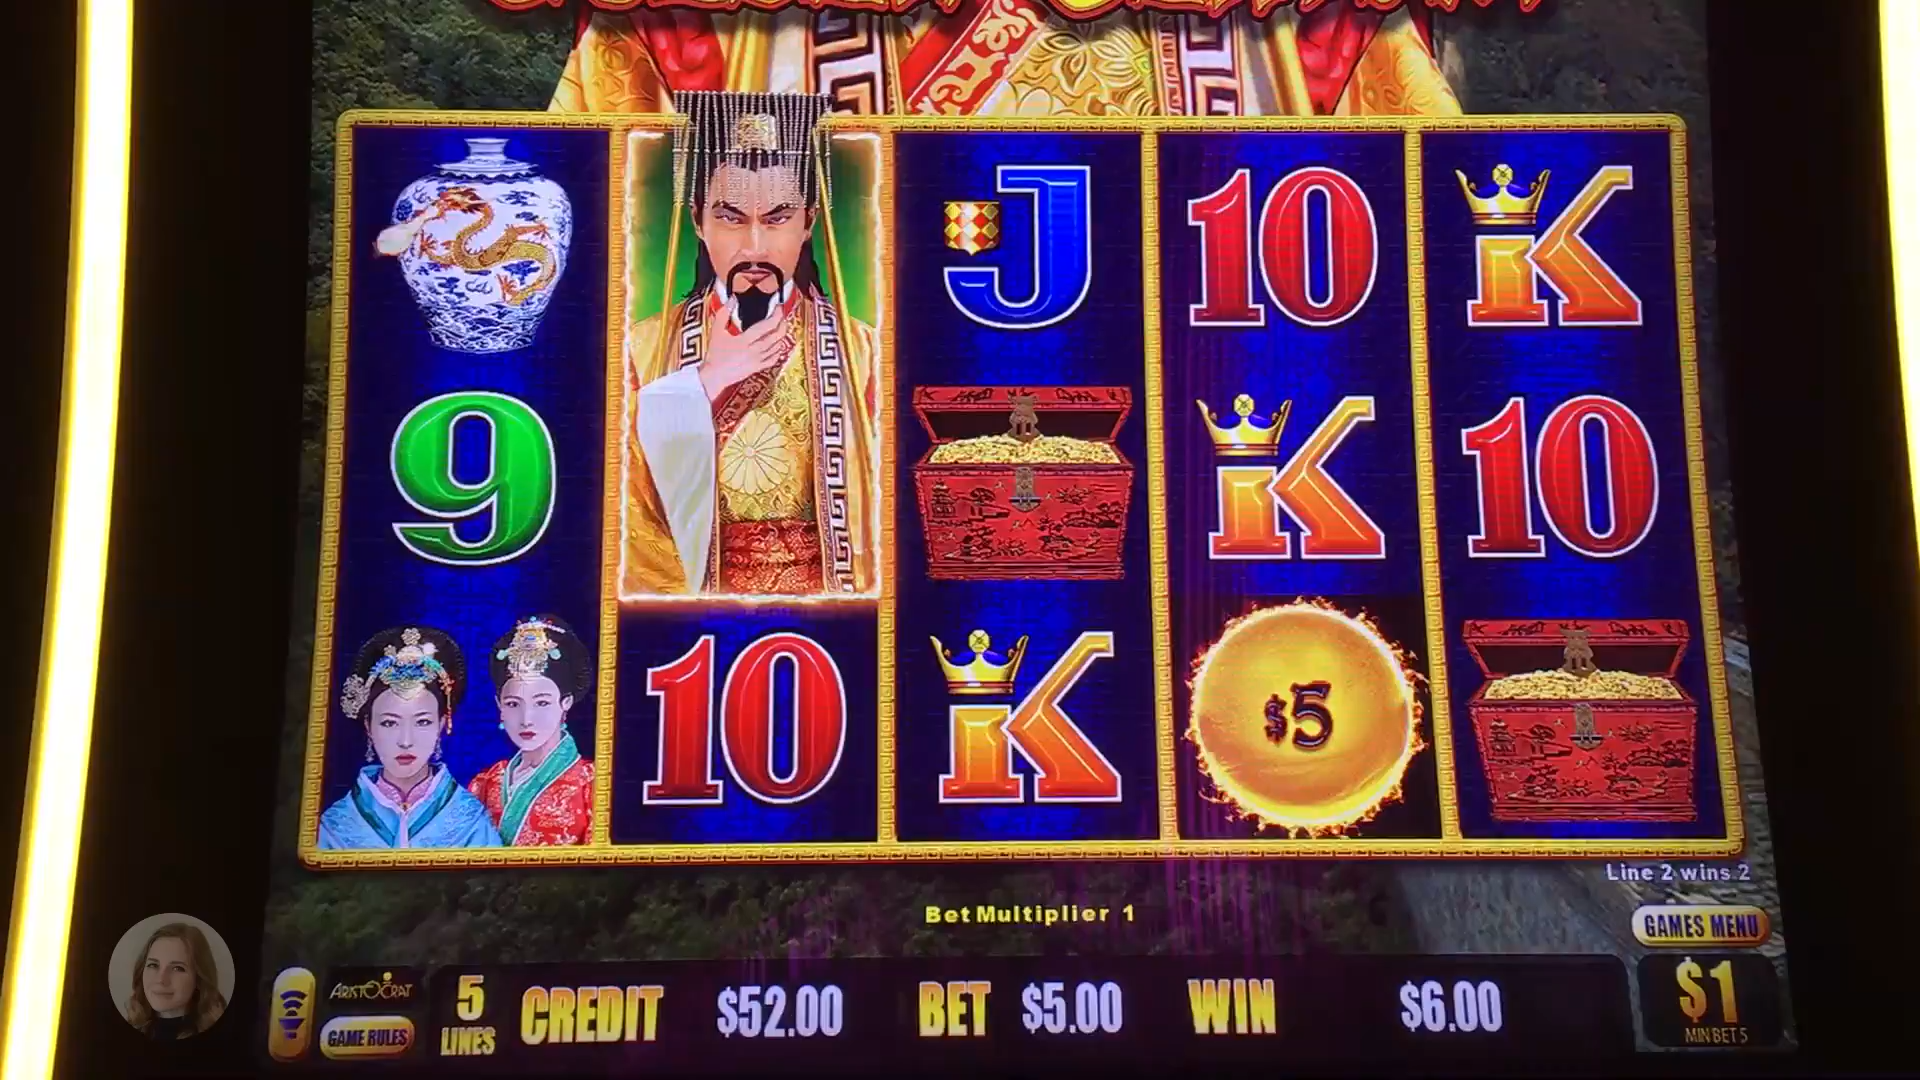 J 10 K
9 K 10
10 K $5
Line 2 wins 2
Bet Multiplier 1
GAMES MENU
ARISTOCRAT
GAME RULES
5 LINES
CREDIT $52.00 BET $5.00 WIN $6.00
$1
MIN BET 5